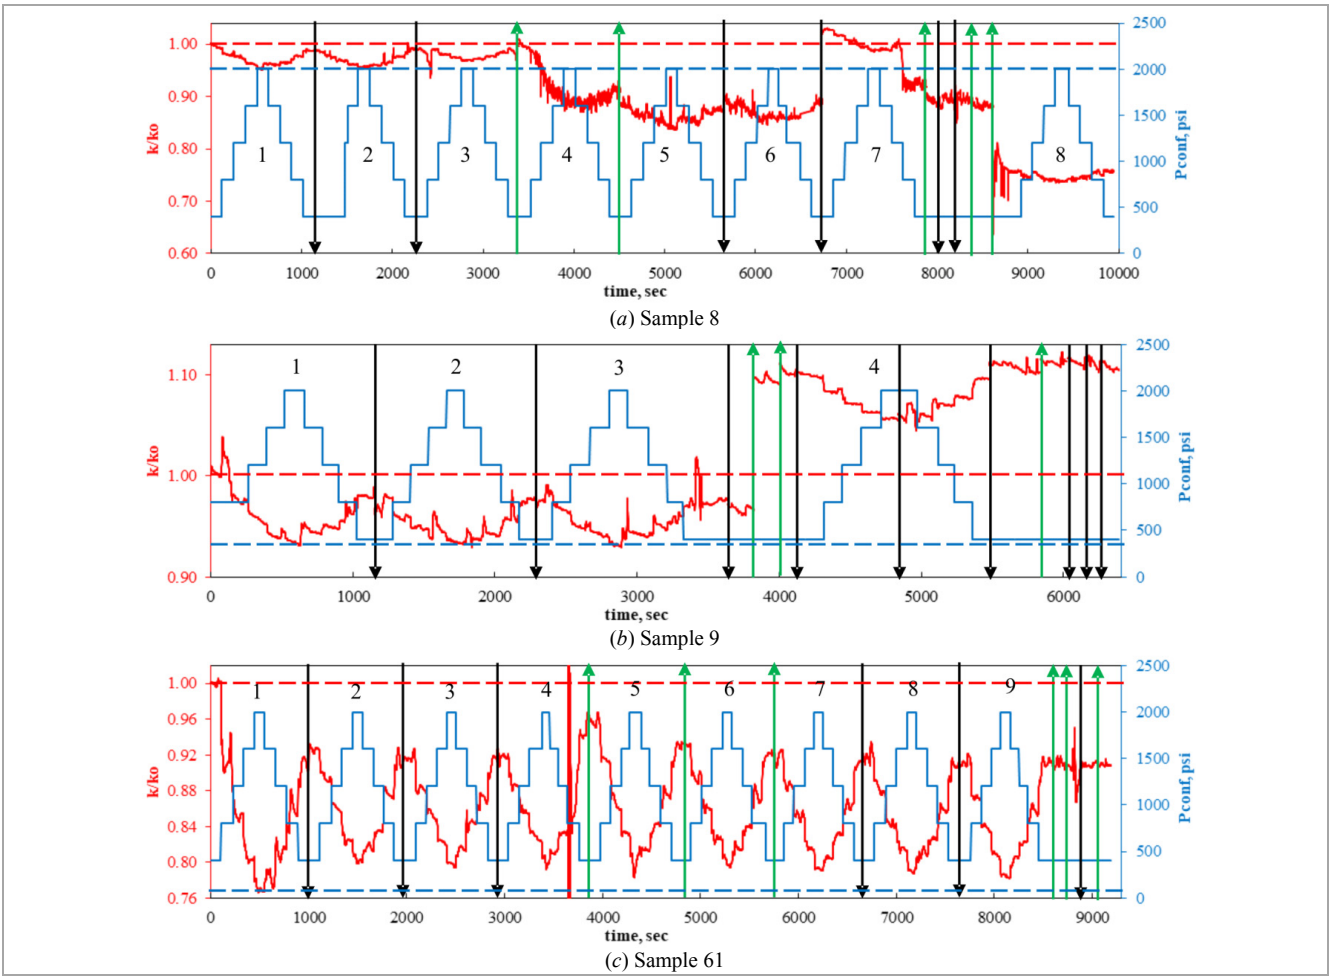 k/ko
1.00
0.90
0.80
0.70
0.60
1 2 3 4 5 6 7 8
2500
2000
1500
1000
500
0
Pconf, psi
0 1000 2000 3000 4000 5000 6000 7000 8000 9000 10000
time, sec
(a) Sample 8
k/ko
1.10
1.00
0.90
1 2 3 4
2500
2000
1500
1000
500
0
Pconf, psi
0 1000 2000 3000 4000 5000 6000
time, sec
(b) Sample 9
k/ko
1.00
0.96
0.92
0.88
0.84
0.80
0.76
1 2 3 4 5 6 7 8 9
2500
2000
1500
1000
500
0
Pconf, psi
0 1000 2000 3000 4000 5000 6000 7000 8000 9000
time, sec
(c) Sample 61